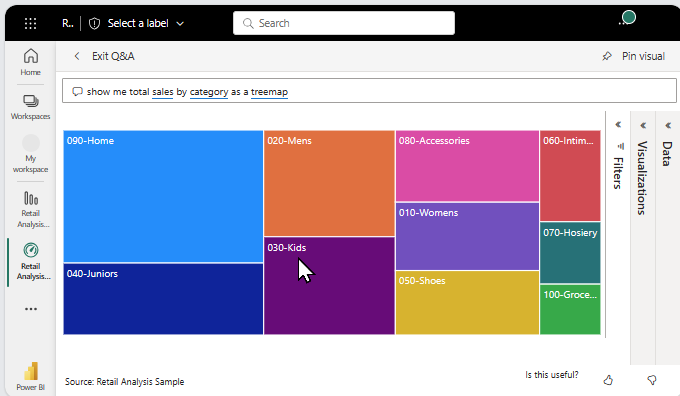 R..
Select a label
Search
Home
Workspaces
My
workspace
Retail
Analysis...
Retail
Analysis...
Power BI
Exit Q&A
Pin visual
show me total sales by category as a treemap
090-Home
020-Mens
080-Accessories
060-Intim...
010-Womens
070-Hosiery
030-Kids
040-Juniors
050-Shoes
100-Groce...
Filters
Visualizations
Data
Source: Retail Analysis Sample
Is this useful?